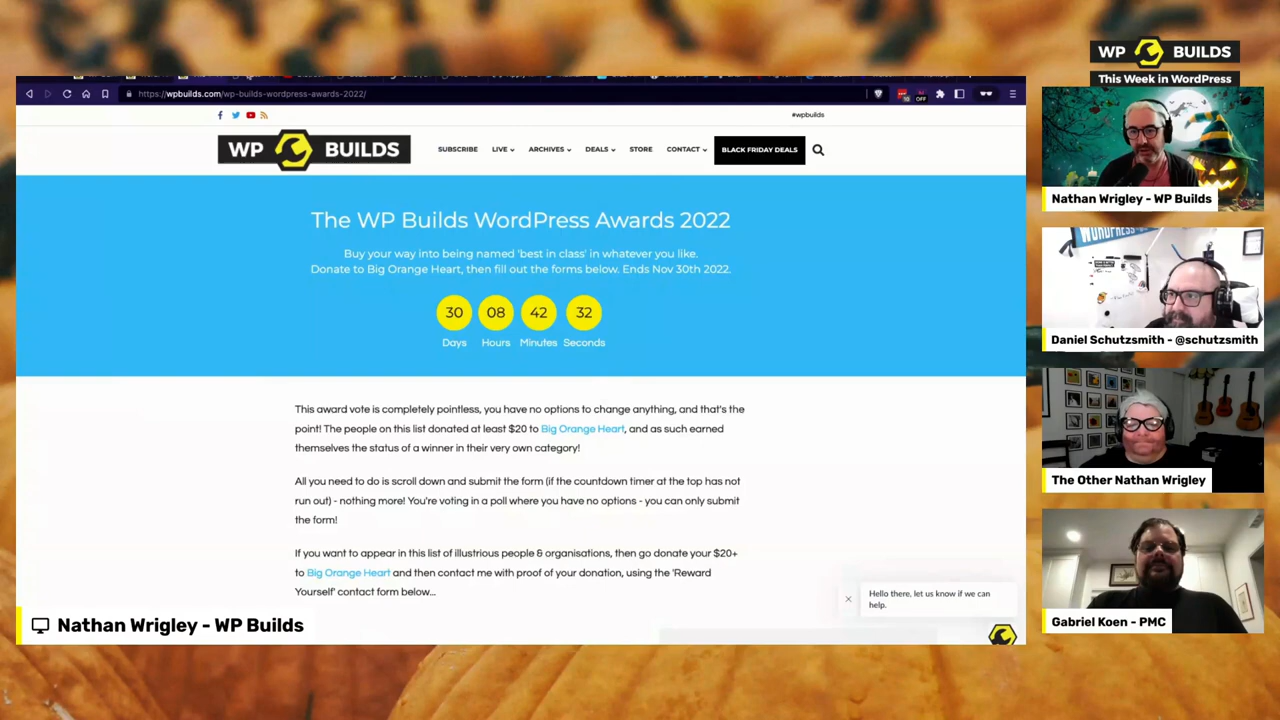 WP BUILDS
This Week in WordPress
https://wpbuilds.com/wp-builds-wordpress-awards-2022/
OFF
#wpbuilds
WP BUILDS
SUBSCRIBE LIVE ARCHIVES DEALS STORE CONTACT BLACK FRIDAY DEALS
The WP Builds WordPress Awards 2022
Buy your way into being named 'best in class' in whatever you like.
Donate to Big Orange Heart, then fill out the forms below. Ends Nov 30th 2022.
30 08 42 32
Days Hours Minutes Seconds
This award vote is completely pointless, you have no options to change anything, and that's the
point! The people on this list donated at least $20 to Big Orange Heart, and as such earned
themselves the status of a winner in their very own category!
All you need to do is scroll down and submit the form (if the countdown timer at the top has not
run out) - nothing more! You're voting in a poll where you have no options - you can only submit
the form!
If you want to appear in this list of illustrious people & organisations, then go donate your $20+
to Big Orange Heart and then contact me with proof of your donation, using the 'Reward
Yourself' contact form below...
Hello there, let us know if we can
help.
Nathan Wrigley - WP Builds
Nathan Wrigley - WP Builds
WORDPRESS
Daniel Schutzsmith - @schutzsmith
The Other Nathan Wrigley
Gabriel Koen - PMC